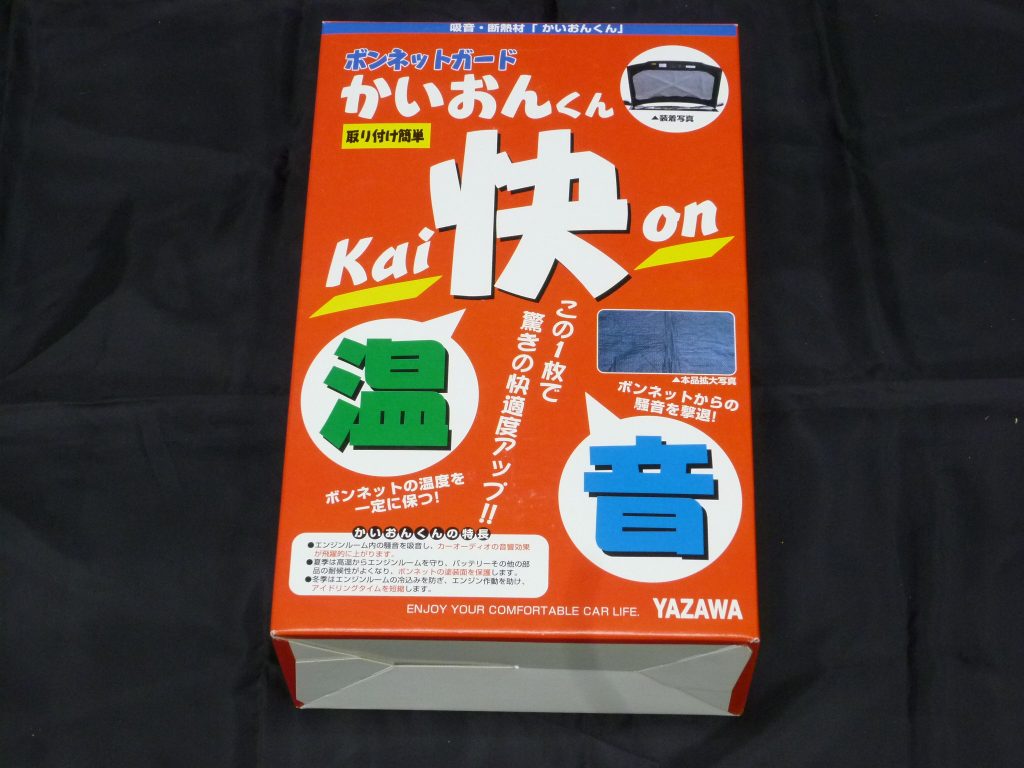 吸音・断熱材「かいおんくん」
ボンネットガード
かいおんくん
取り付け簡単
▲装着写真
Kai
快
on
この1枚で
驚きの快適度アップ!!
温
ボンネットの温度を
一定に保つ!
▲本品拡大写真
ボンネットからの
騒音を撃退!
音
かいおんくんの特長
●エンジンルーム内の騒音を吸音し、カーオーディオの音響効果
が飛躍的に上がります。
●夏季は高温からエンジンルームを守り、バッテリーその他の部
品の耐候性がよくなり、ボンネットの塗装面を保護します。
●冬季はエンジンルームの冷込みを防ぎ、エンジン作動を助け、
アイドリングタイムを短縮します。
ENJOY YOUR COMFORTABLE CAR LIFE.
YAZAWA